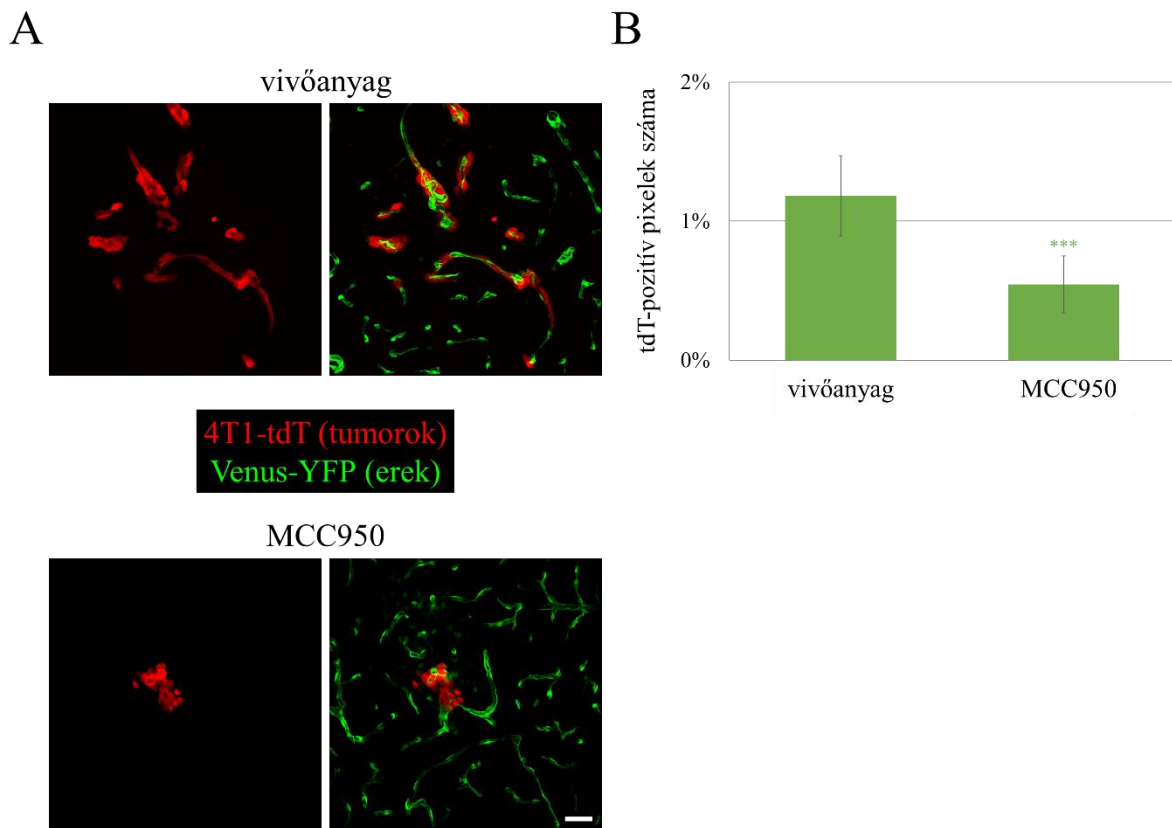 A
vivőanyag
4T1-tdT (tumorok)
Venus-YFP (erek)
MCC950
B
tdT-pozitív pixelek száma
2%
1%
0%
***
vivőanyag
MCC950